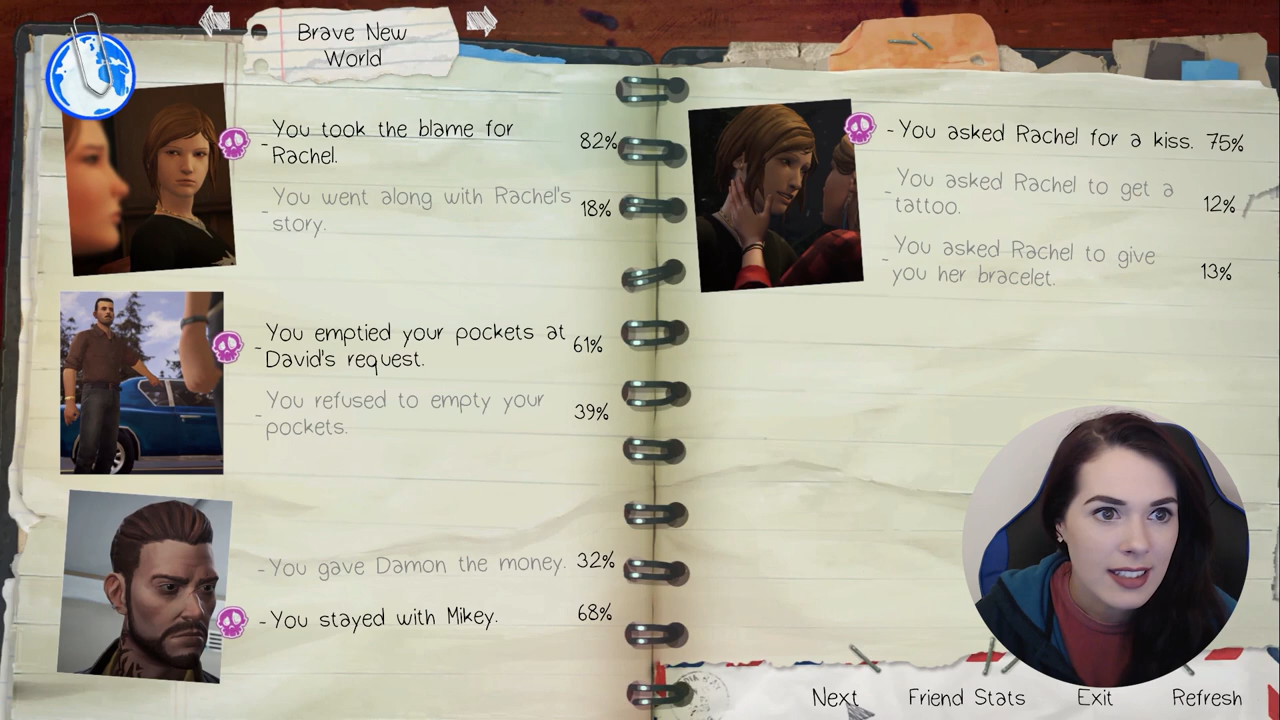 Brave New
World
- You took the blame for
Rachel. 82%
- You went along with Rachel's
story. 18%
- You emptied your pockets at
David's request. 61%
- You refused to empty your
pockets. 39%
- You gave Damon the money. 32%
- You stayed with Mikey. 68%
- You asked Rachel for a kiss. 75%
- You asked Rachel to get a
tattoo. 12%
- You asked Rachel to give
you her bracelet. 13%
Next Friend Stats Exit Refresh